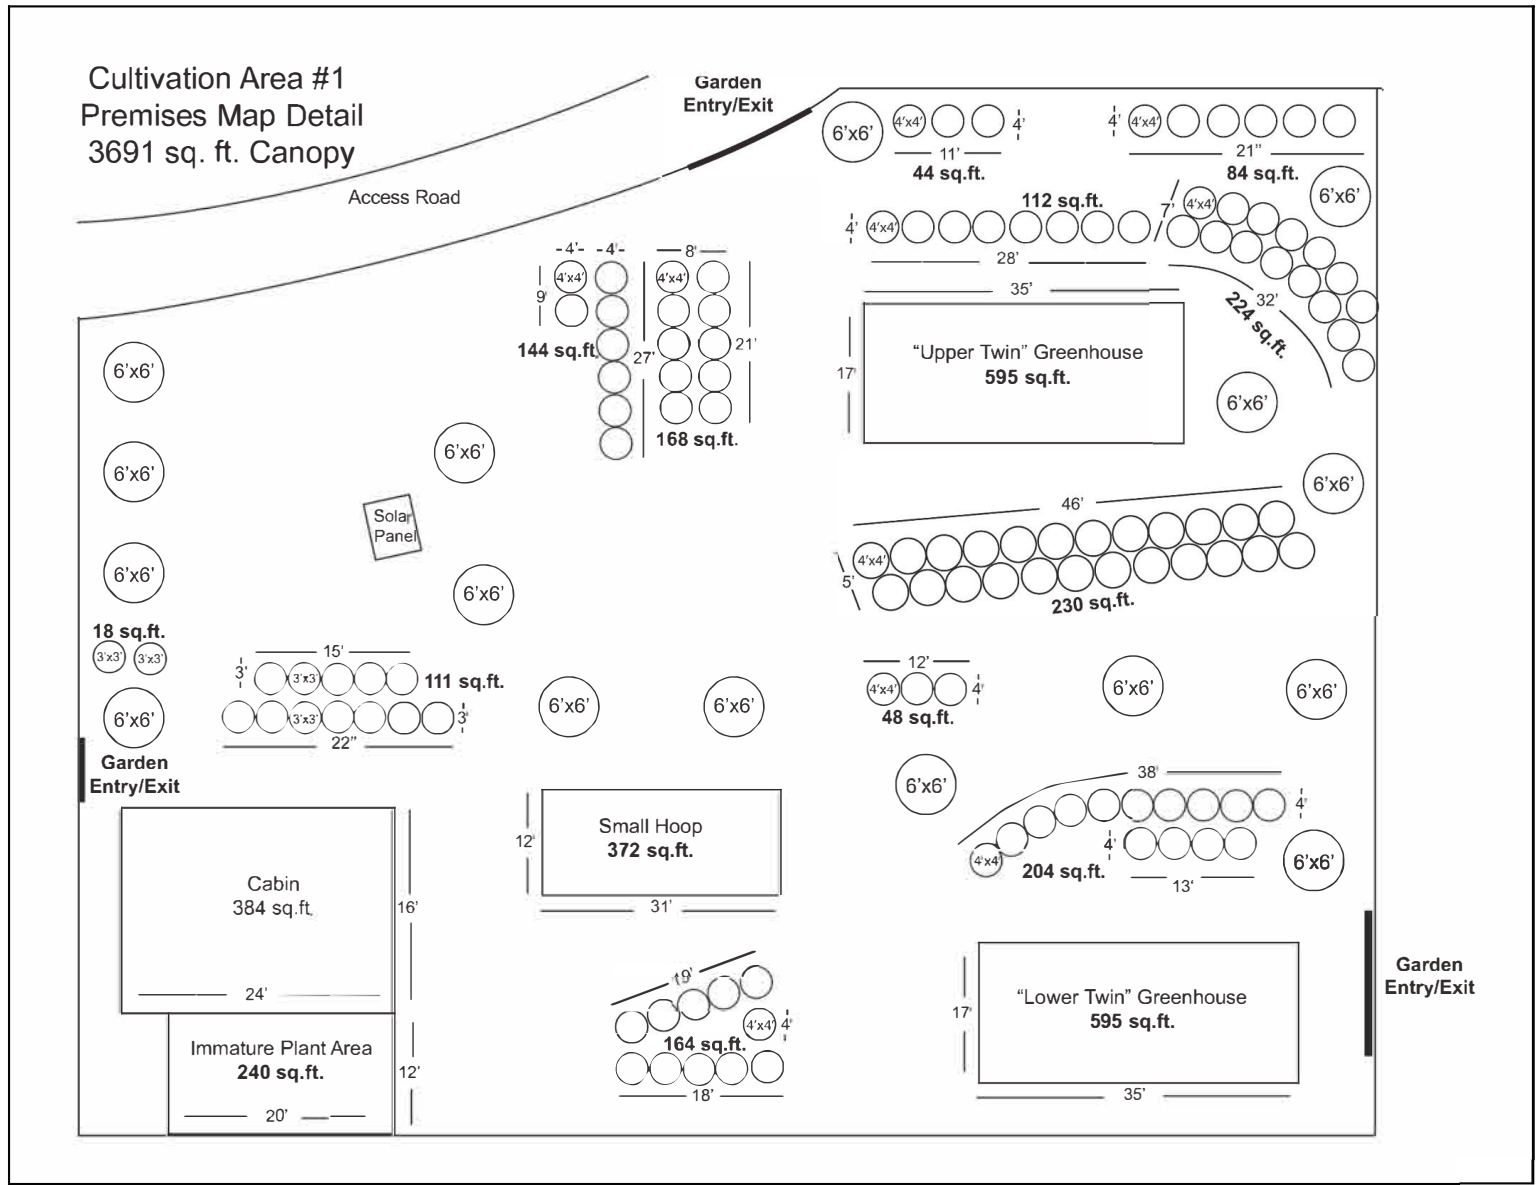 Cultivation Area #1
Premises Map Detail
3691 sq. ft. Canopy
Garden
Entry/Exit
Access Road
6'x6'
4'x4'
4'
11'
44 sq.ft.
4'
4'x4'
21"
84 sq.ft.
6'x6'
112 sq.ft.
4'
4'x4'
28'
7'
4'x4'
32'
224 sq.ft.
35'
17'
“Upper Twin” Greenhouse
595 sq.ft.
6'x6'
4'
4'
8'
4'x4'
4'x4'
9'
144 sq.ft.
27'
21'
168 sq.ft.
6'x6'
6'x6'
6'x6'
6'x6'
Solar
Panel
6'x6'
6'x6'
46'
4'x4'
5'
230 sq.ft.
18 sq.ft.
3'x3'
3'x3'
6'x6'
Garden
Entry/Exit
15'
3'
3'x3'
111 sq.ft.
3'x3'
3'
22"
6'x6'
6'x6'
12'
4'x4'
4'
48 sq.ft.
6'x6'
6'x6'
6'x6'
38'
4'
4'x4'
4'
204 sq.ft.
13'
6'x6'
Cabin
384 sq.ft.
16'
24'
Immature Plant Area
240 sq.ft.
12'
20'
Small Hoop
372 sq.ft.
12'
31'
19'
4'x4'
4'
164 sq.ft.
18'
“Lower Twin” Greenhouse
595 sq.ft.
17'
35'
Garden
Entry/Exit